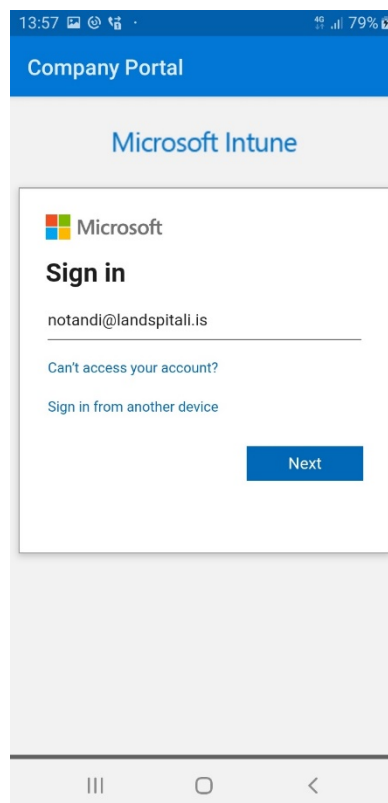 13:57 4G 79%
Company Portal
Microsoft Intune
Microsoft
Sign in
notandi@landspitali.is
Can't access your account?
Sign in from another device
Next